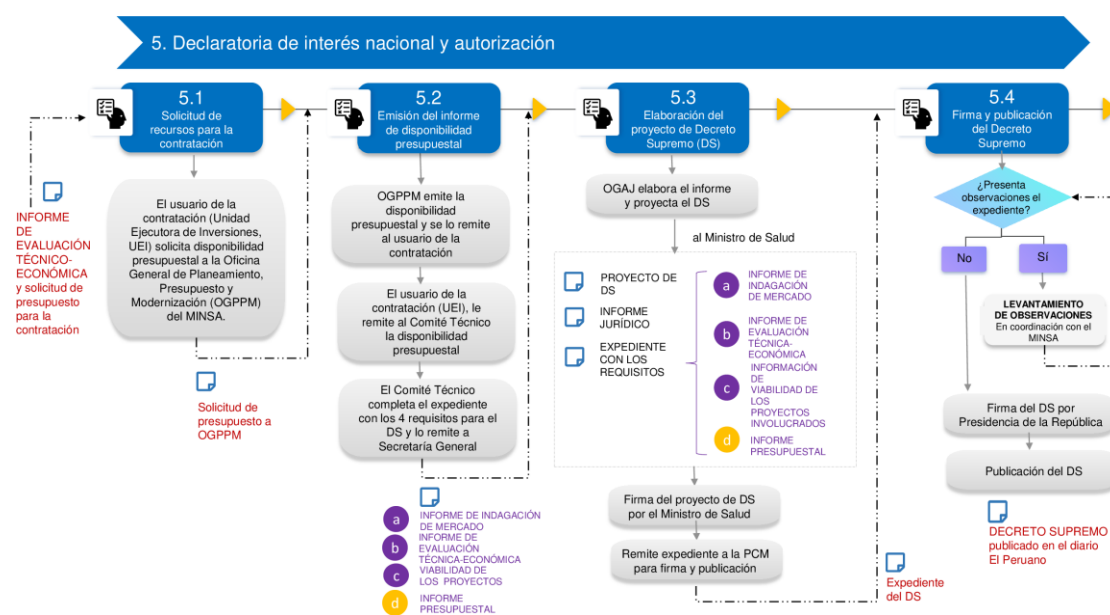 5. Declaratoria de interés nacional y autorización
5.1
Solicitud de
recursos para la
contratación
5.2
Emisión del informe
de disponibilidad
presupuestal
5.3
Elaboración del
proyecto de Decreto
Supremo (DS)
5.4
Firma y publicación
del Decreto
Supremo
INFORME
DE
EVALUACIÓN
TÉCNICO-
ECONÓMICA
y solicitud de
presupuesto
para la
contratación
El usuario de la
contratación (Unidad
Ejecutora de Inversiones,
UEI) solicita disponibilidad
presupuestal a la Oficina
General de Planeamiento,
Presupuesto y
Modernización (OGPPM)
del MINSA.
Solicitud de
presupuesto a
OGPPM
OGPPM emite la
disponibilidad
presupuestal y se lo remite
al usuario de la
contratación
El usuario de la
contratación (UEI), le
remite al Comité Técnico
la disponibilidad
presupuestal
El Comité Técnico
completa el expediente
con los 4 requisitos para el
DS y lo remite a
Secretaría General
a
INFORME DE INDAGACIÓN
DE MERCADO
b
INFORME DE
EVALUACIÓN
TÉCNICA-ECONÓMICA
c
VIABILIDAD DE
LOS PROYECTOS
d
INFORME
PRESUPUESTAL
OGAJ elabora el informe
y proyecta el DS
al Ministro de Salud
PROYECTO DE
DS
INFORME
JURÍDICO
EXPEDIENTE
CON LOS
REQUISITOS
a
INFORME DE
INDAGACIÓN
DE MERCADO
b
INFORME DE
EVALUACIÓN
TÉCNICA-
ECONÓMICA
c
INFORMACIÓN
DE
VIABILIDAD DE
LOS
PROYECTOS
INVOLUCRADOS
d
INFORME
PRESUPUESTAL
Firma del proyecto de DS
por el Ministro de Salud
Remite expediente a la PCM
para firma y publicación
Expediente
del DS
¿Presenta
observaciones el
expediente?
No
Sí
LEVANTAMIENTO
DE OBSERVACIONES
En coordinación con el
MINSA
Firma del DS por
Presidencia de la República
Publicación del DS
DECRETO SUPREMO
publicado en el diario
El Peruano